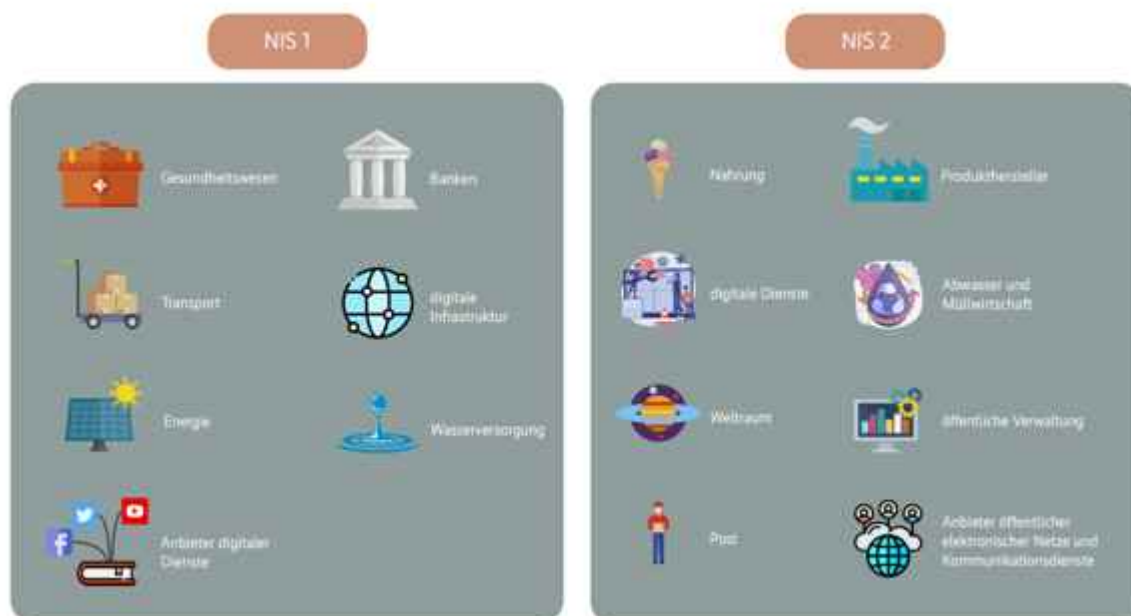 NIS 1
Gesundheitswesen
Banken
Transport
digitale
Infrastruktur
Energie
Wasserversorgung
Anbieter digitaler
Dienste
NIS 2
Nahrung
Produkthersteller
digitale Dienste
Abwasser und
Müllwirtschaft
Weltraum
öffentliche Verwaltung
Post
Anbieter öffentlicher
elektronischer Netze und
Kommunikationsdienste